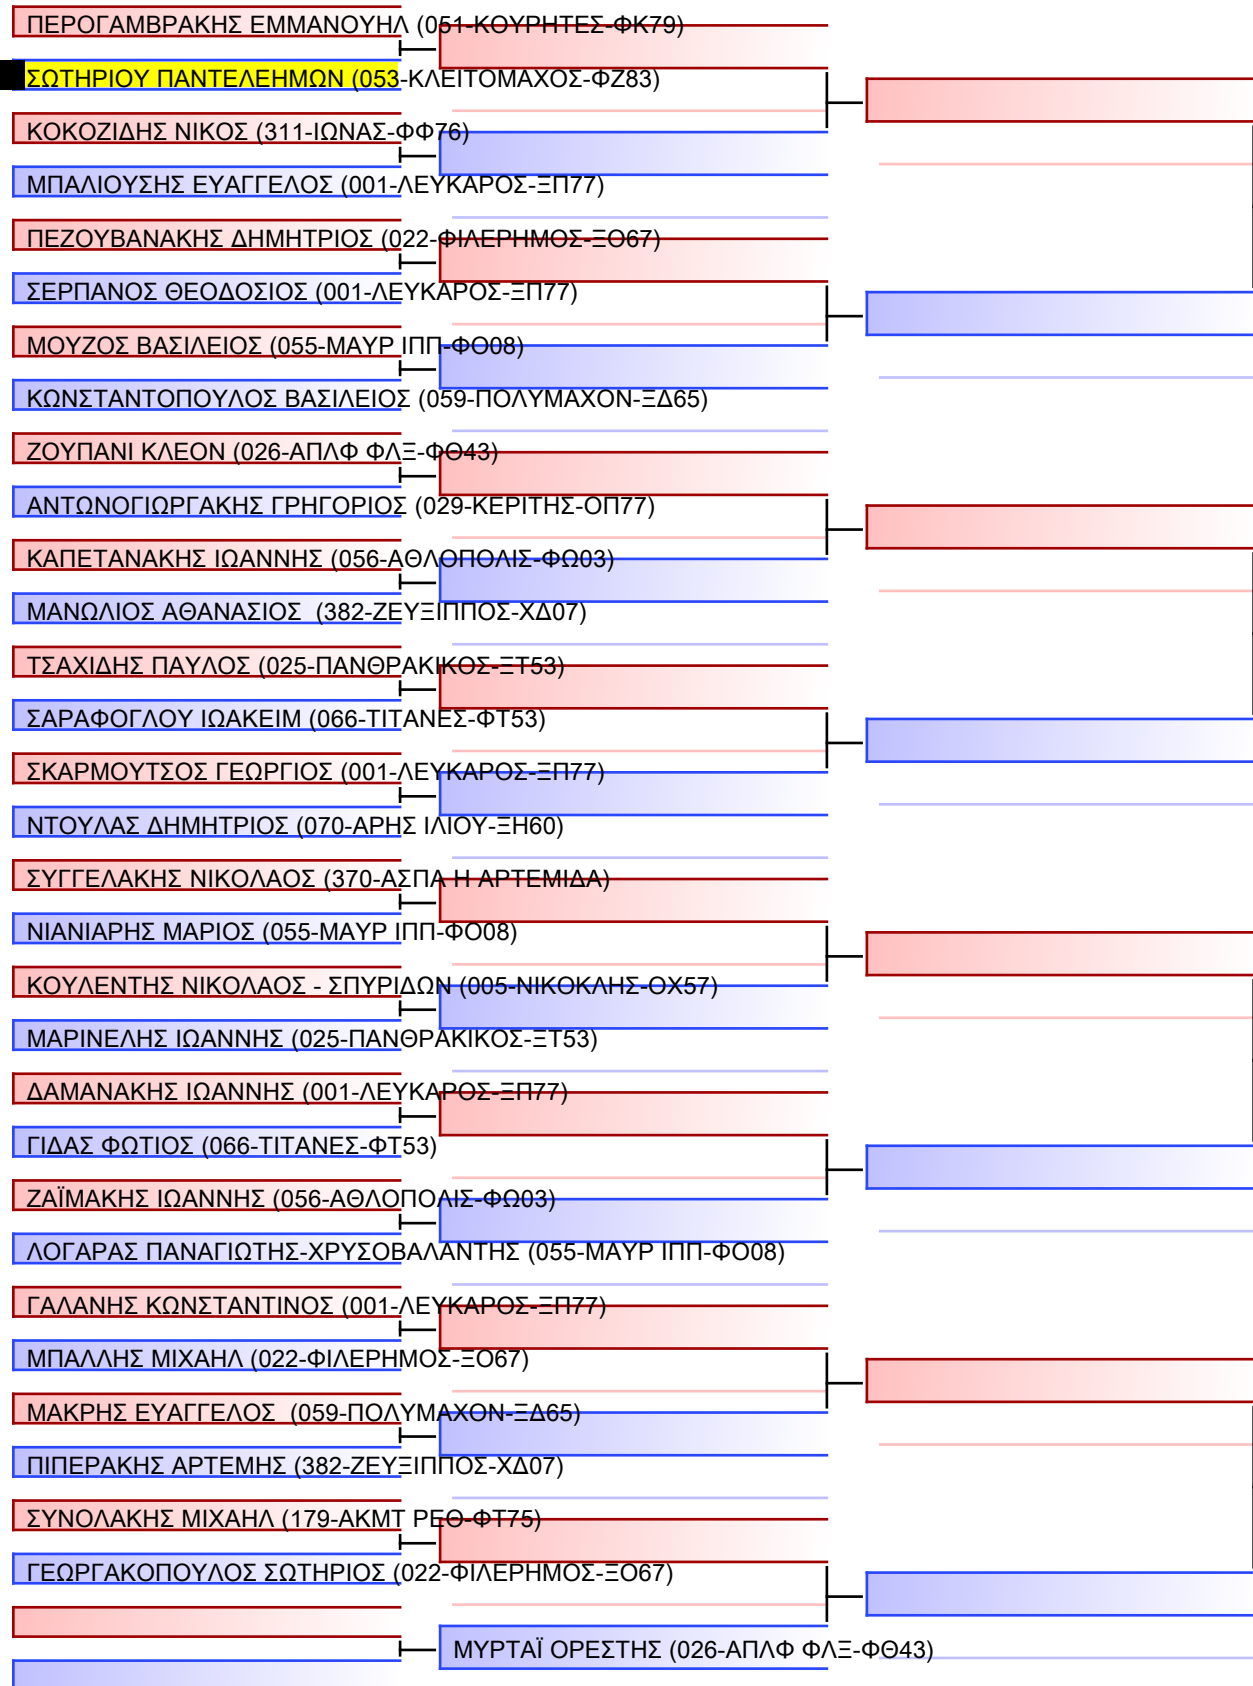 ΠΕΡΟΓΑΜΒΡΑΚΗΣ ΕΜΜΑΝΟΥΗΛ (051-ΚΟΥΡΗΤΕΣ-ΦΚ79)
ΣΩΤΗΡΙΟΥ ΠΑΝΤΕΛΕΗΜΩΝ (053-ΚΛΕΙΤΟΜΑΧΟΣ-ΦΖ83)
ΚΟΚΟΖΙΔΗΣ ΝΙΚΟΣ (311-ΙΩΝΑΣ-ΦΦ76)
ΜΠΑΛΙΟΥΣΗΣ ΕΥΑΓΓΕΛΟΣ (001-ΛΕΥΚΑΡΟΣ-ΞΠ77)
ΠΕΖΟΥΒΑΝΑΚΗΣ ΔΗΜΗΤΡΙΟΣ (022-ΦΙΛΕΡΗΜΟΣ-ΞΟ67)
ΣΕΡΠΑΝΟΣ ΘΕΟΔΟΣΙΟΣ (001-ΛΕΥΚΑΡΟΣ-ΞΠ77)
ΜΟΥΖΟΣ ΒΑΣΙΛΕΙΟΣ (055-ΜΑΥΡ ΙΠΠ-ΦΟ08)
ΚΩΝΣΤΑΝΤΟΠΟΥΛΟΣ ΒΑΣΙΛΕΙΟΣ (059-ΠΟΛΥΜΑΧΟΝ-ΞΔ65)
ΖΟΥΠΑΝΙ ΚΛΕΟΝ (026-ΑΠΛΦ ΦΛΞ-ΦΘ43)
ΑΝΤΩΝΟΓΙΩΡΓΑΚΗΣ ΓΡΗΓΟΡΙΟΣ (029-ΚΕΡΙΤΗΣ-ΟΠ77)
ΚΑΠΕΤΑΝΑΚΗΣ ΙΩΑΝΝΗΣ (056-ΑΘΛΟΠΟΛΙΣ-ΦΩ03)
ΜΑΝΩΛΙΟΣ ΑΘΑΝΑΣΙΟΣ  (382-ΖΕΥΞΙΠΠΟΣ-ΧΔ07)
ΤΣΑΧΙΔΗΣ ΠΑΥΛΟΣ (025-ΠΑΝΘΡΑΚΙΚΟΣ-ΞΤ53)
ΣΑΡΑΦΟΓΛΟΥ ΙΩΑΚΕΙΜ (066-ΤΙΤΑΝΕΣ-ΦΤ53)
ΣΚΑΡΜΟΥΤΣΟΣ ΓΕΩΡΓΙΟΣ (001-ΛΕΥΚΑΡΟΣ-ΞΠ77)
ΝΤΟΥΛΑΣ ΔΗΜΗΤΡΙΟΣ (070-ΑΡΗΣ ΙΛΙΟΥ-ΞΗ60)
ΣΥΓΓΕΛΑΚΗΣ ΝΙΚΟΛΑΟΣ (370-ΑΣΠΑ Η ΑΡΤΕΜΙΔΑ)
ΝΙΑΝΙΑΡΗΣ ΜΑΡΙΟΣ (055-ΜΑΥΡ ΙΠΠ-ΦΟ08)
ΚΟΥΛΕΝΤΗΣ ΝΙΚΟΛΑΟΣ - ΣΠΥΡΙΔΩΝ (005-ΝΙΚΟΚΛΗΣ-ΟΧ57)
ΜΑΡΙΝΕΛΗΣ ΙΩΑΝΝΗΣ (025-ΠΑΝΘΡΑΚΙΚΟΣ-ΞΤ53)
ΔΑΜΑΝΑΚΗΣ ΙΩΑΝΝΗΣ (001-ΛΕΥΚΑΡΟΣ-ΞΠ77)
ΓΙΔΑΣ ΦΩΤΙΟΣ (066-ΤΙΤΑΝΕΣ-ΦΤ53)
ΖΑΪΜΑΚΗΣ ΙΩΑΝΝΗΣ (056-ΑΘΛΟΠΟΛΙΣ-ΦΩ03)
ΛΟΓΑΡΑΣ ΠΑΝΑΓΙΩΤΗΣ-ΧΡΥΣΟΒΑΛΑΝΤΗΣ (055-ΜΑΥΡ ΙΠΠ-ΦΟ08)
ΓΑΛΑΝΗΣ ΚΩΝΣΤΑΝΤΙΝΟΣ (001-ΛΕΥΚΑΡΟΣ-ΞΠ77)
ΜΠΑΛΛΗΣ ΜΙΧΑΗΛ (022-ΦΙΛΕΡΗΜΟΣ-ΞΟ67)
ΜΑΚΡΗΣ ΕΥΑΓΓΕΛΟΣ  (059-ΠΟΛΥΜΑΧΟΝ-ΞΔ65)
ΠΙΠΕΡΑΚΗΣ ΑΡΤΕΜΗΣ (382-ΖΕΥΞΙΠΠΟΣ-ΧΔ07)
ΣΥΝΟΛΑΚΗΣ ΜΙΧΑΗΛ (179-ΑΚΜΤ ΡΕΘ-ΦΤ75)
ΓΕΩΡΓΑΚΟΠΟΥΛΟΣ ΣΩΤΗΡΙΟΣ (022-ΦΙΛΕΡΗΜΟΣ-ΞΟ67)
ΜΥΡΤΑΪ ΟΡΕΣΤΗΣ (026-ΑΠΛΦ ΦΛΞ-ΦΘ43)